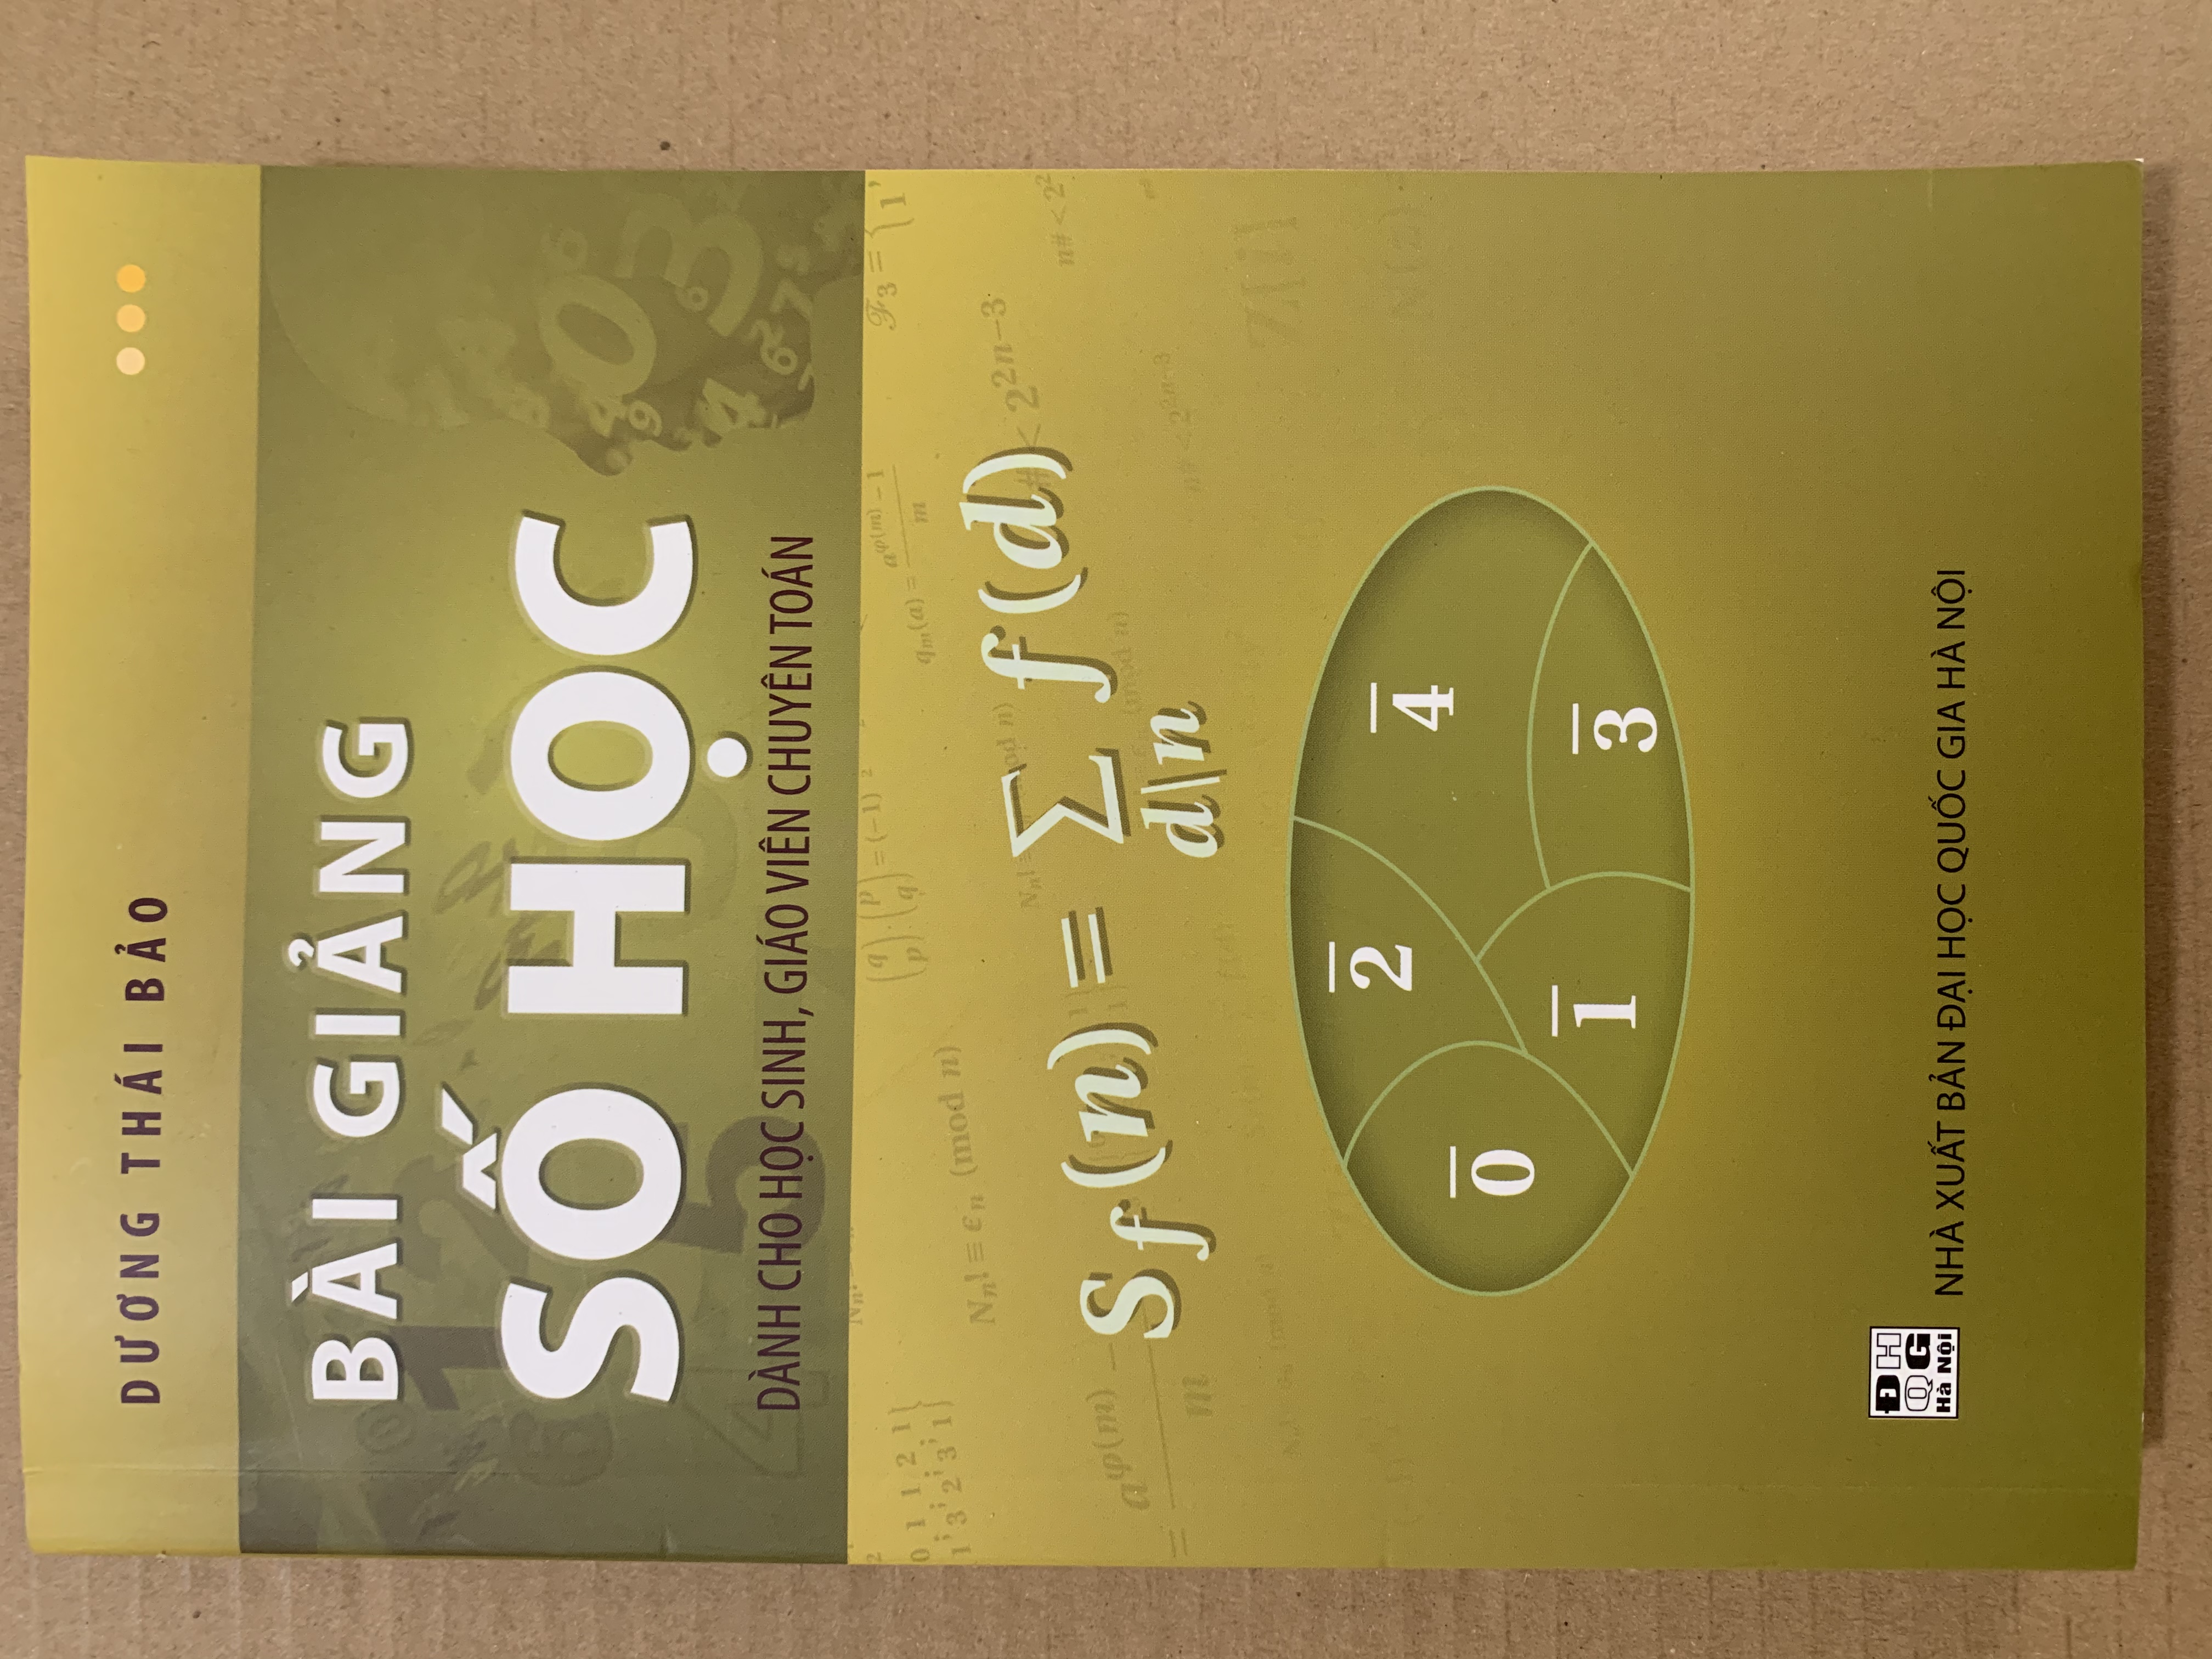 DƯƠNG THÁI BẢO
BÀI GIẢNG
SỐ HỌC
DÀNH CHO HỌC SINH, GIÁO VIÊN CHUYÊN TOÁN
S_f(n) = ∑ f(d)
d|n
2̅ 4̅
0̅ 1̅ 3̅
ĐH
QG
Hà Nội
NHÀ XUẤT BẢN ĐẠI HỌC QUỐC GIA HÀ NỘI